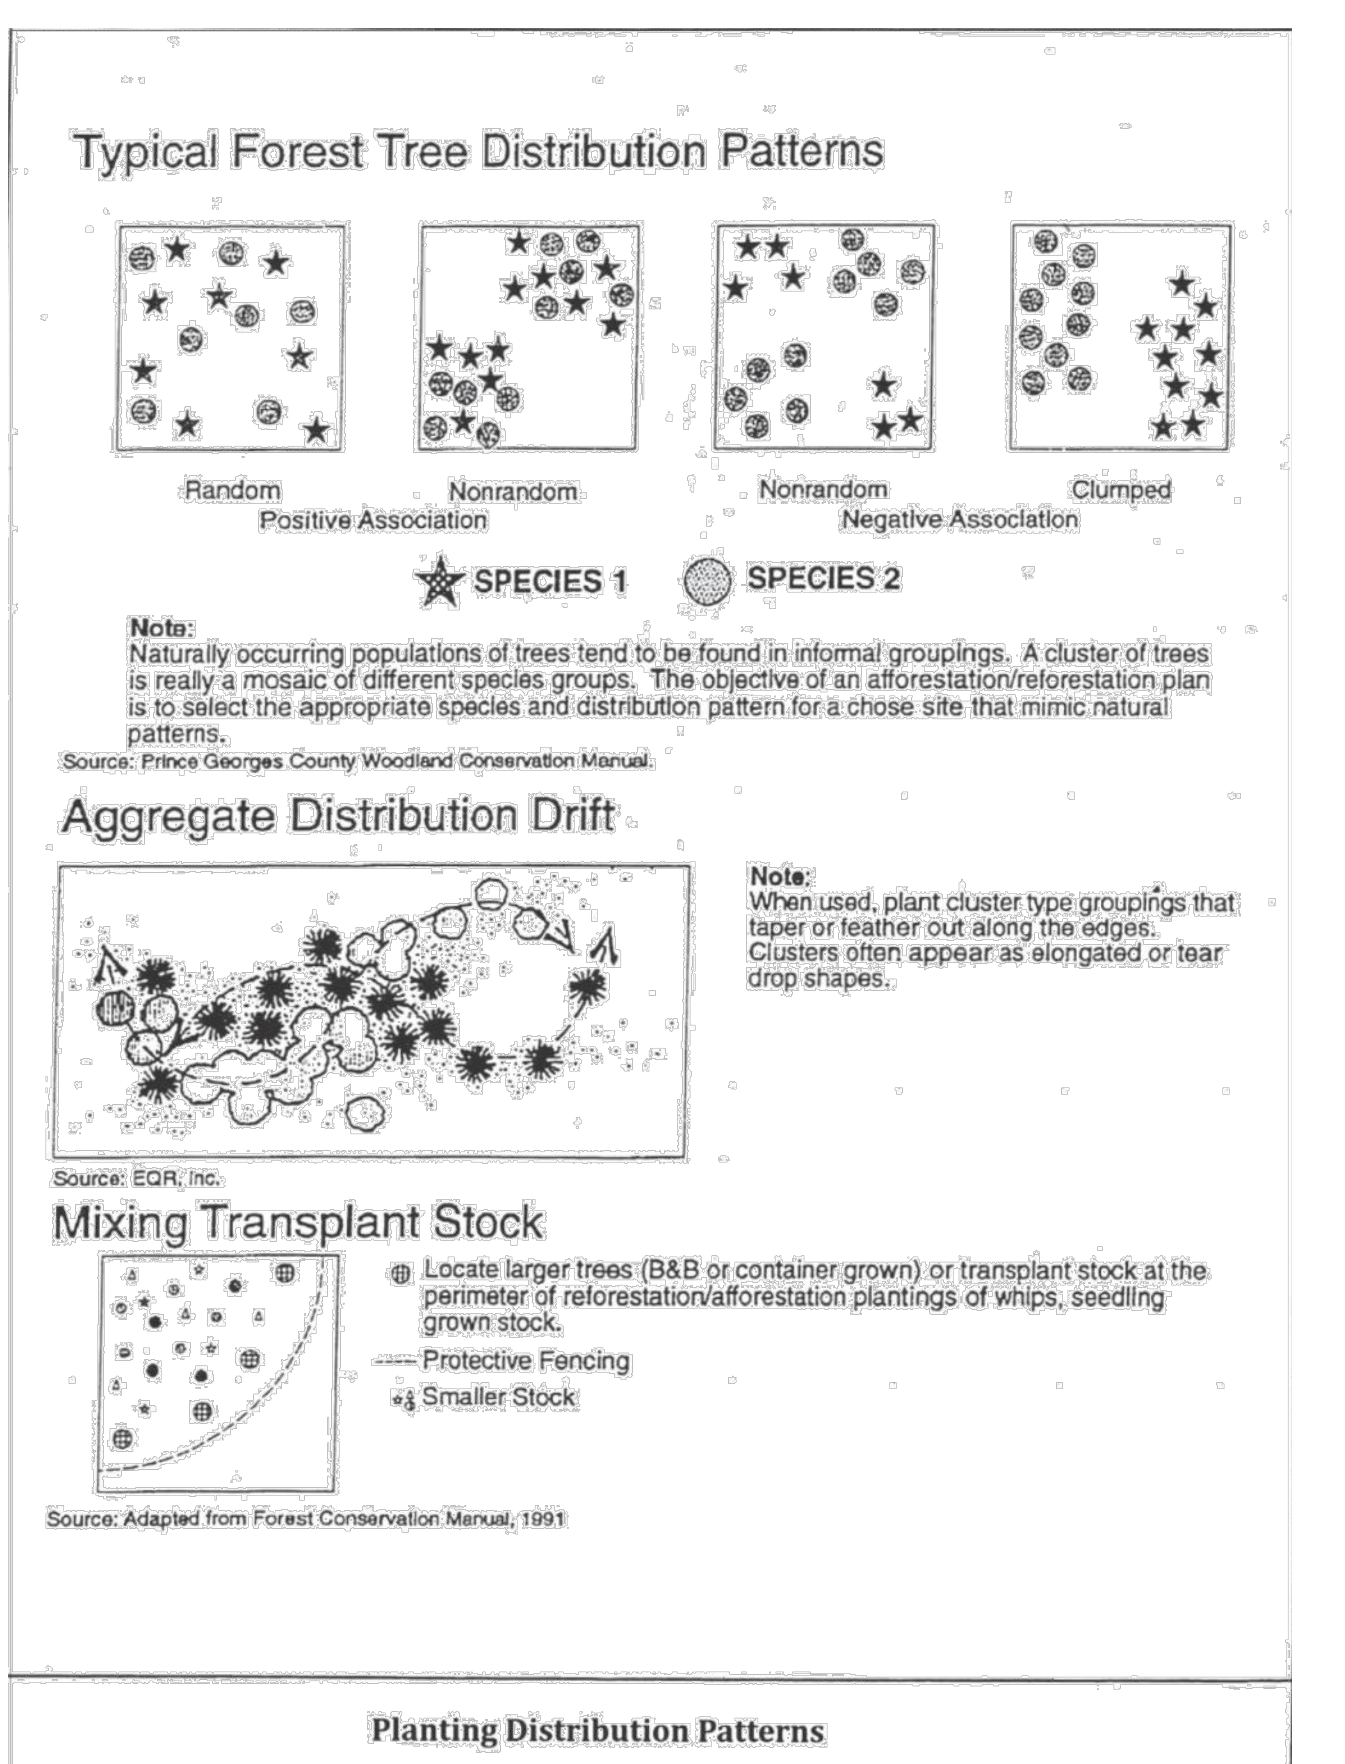 Typical Forest Tree Distribution Patterns
Random
Nonrandom
Nonrandom
Clumped
Positive Association
Negative Association
SPECIES 1
SPECIES 2
Note:
Naturally occurring populations of trees tend to be found in informal groupings. A cluster of trees
is really a mosaic of different species groups. The objective of an afforestation/reforestation plan
is to select the appropriate species and distribution pattern for a chose site that mimic natural
patterns.
Source: Prince Georges County Woodland Conservation Manual.
Aggregate Distribution Drift
Note:
When used, plant cluster type groupings that
taper or feather out along the edges.
Clusters often appear as elongated or tear
drop shapes.
Source: EQR, Inc.
Mixing Transplant Stock
Locate larger trees (B&B or container grown) or transplant stock at the
perimeter of reforestation/afforestation plantings of whips, seedling
grown stock.
Protective Fencing
Smaller Stock
Source: Adapted from Forest Conservation Manual, 1991
Planting Distribution Patterns